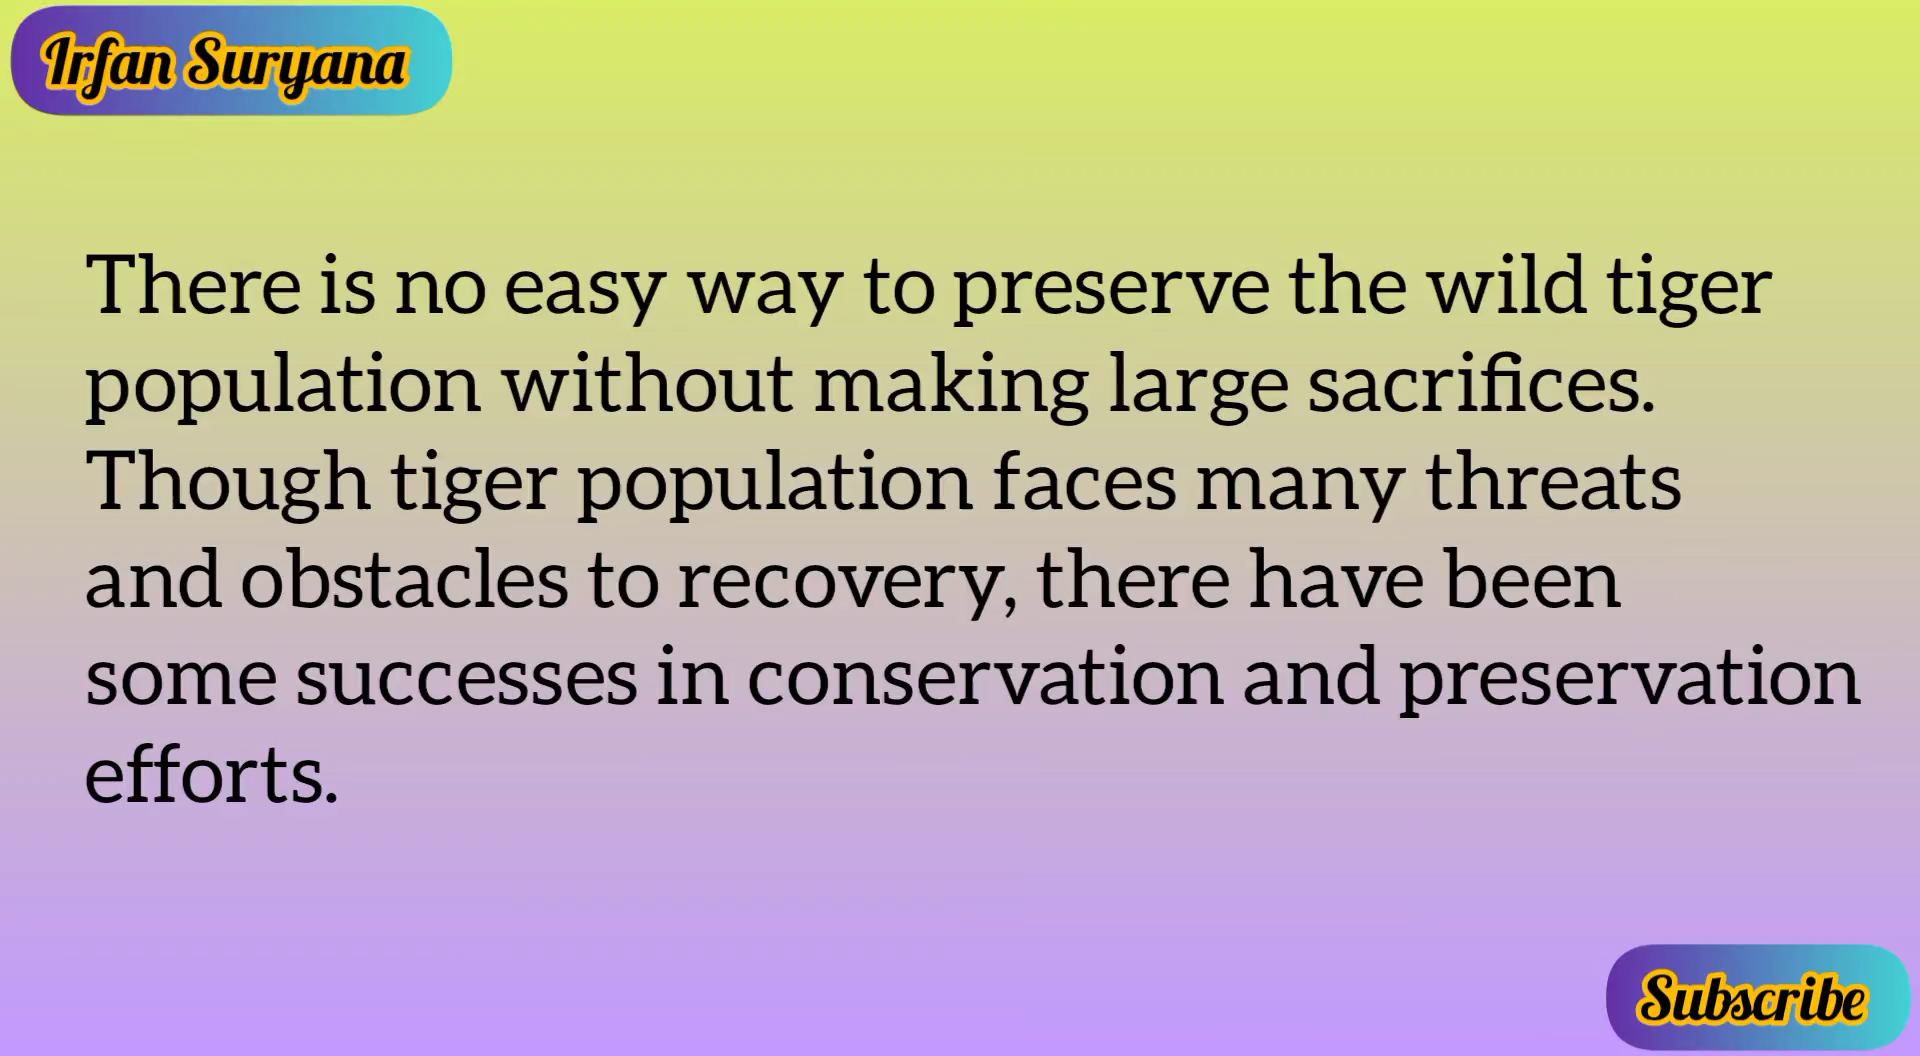 Irfan Suryana
There is no easy way to preserve the wild tiger
population without making large sacrifices.
Though tiger population faces many threats
and obstacles to recovery, there have been
some successes in conservation and preservation
efforts.
Subscribe